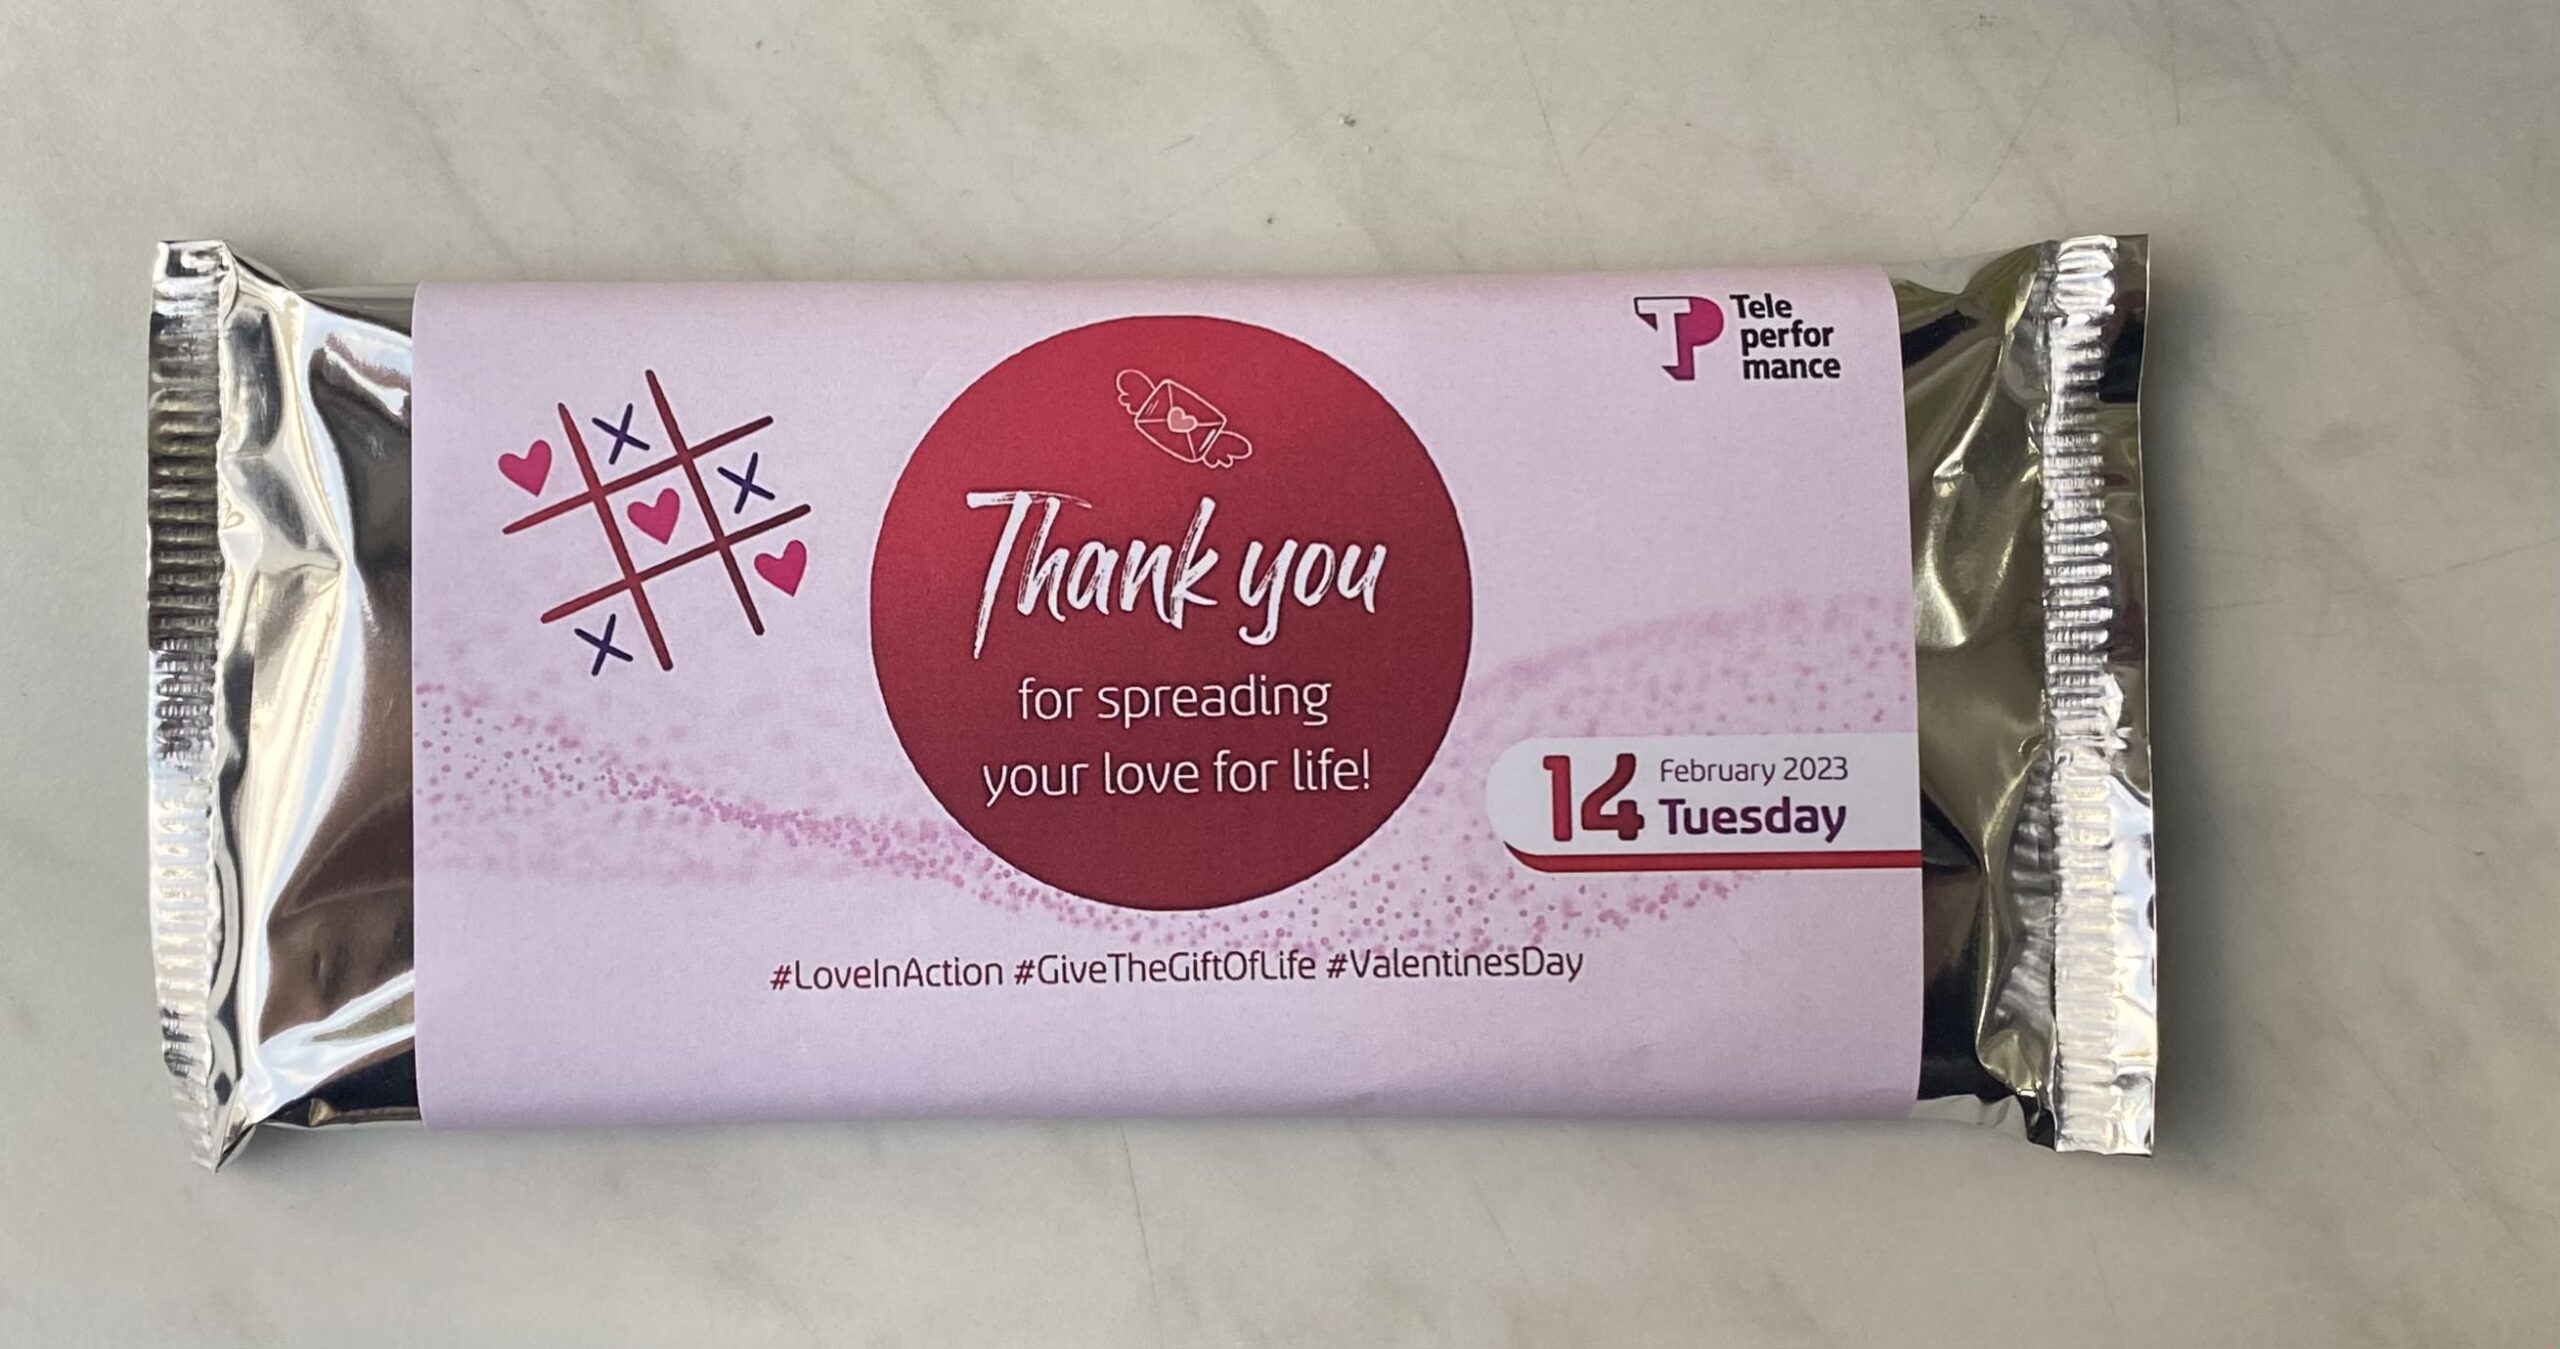 Tele
perfor
mance
Thank you
for spreading
your love for life!
14
February 2023
Tuesday
#LoveInAction #GiveTheGiftOfLife #ValentinesDay